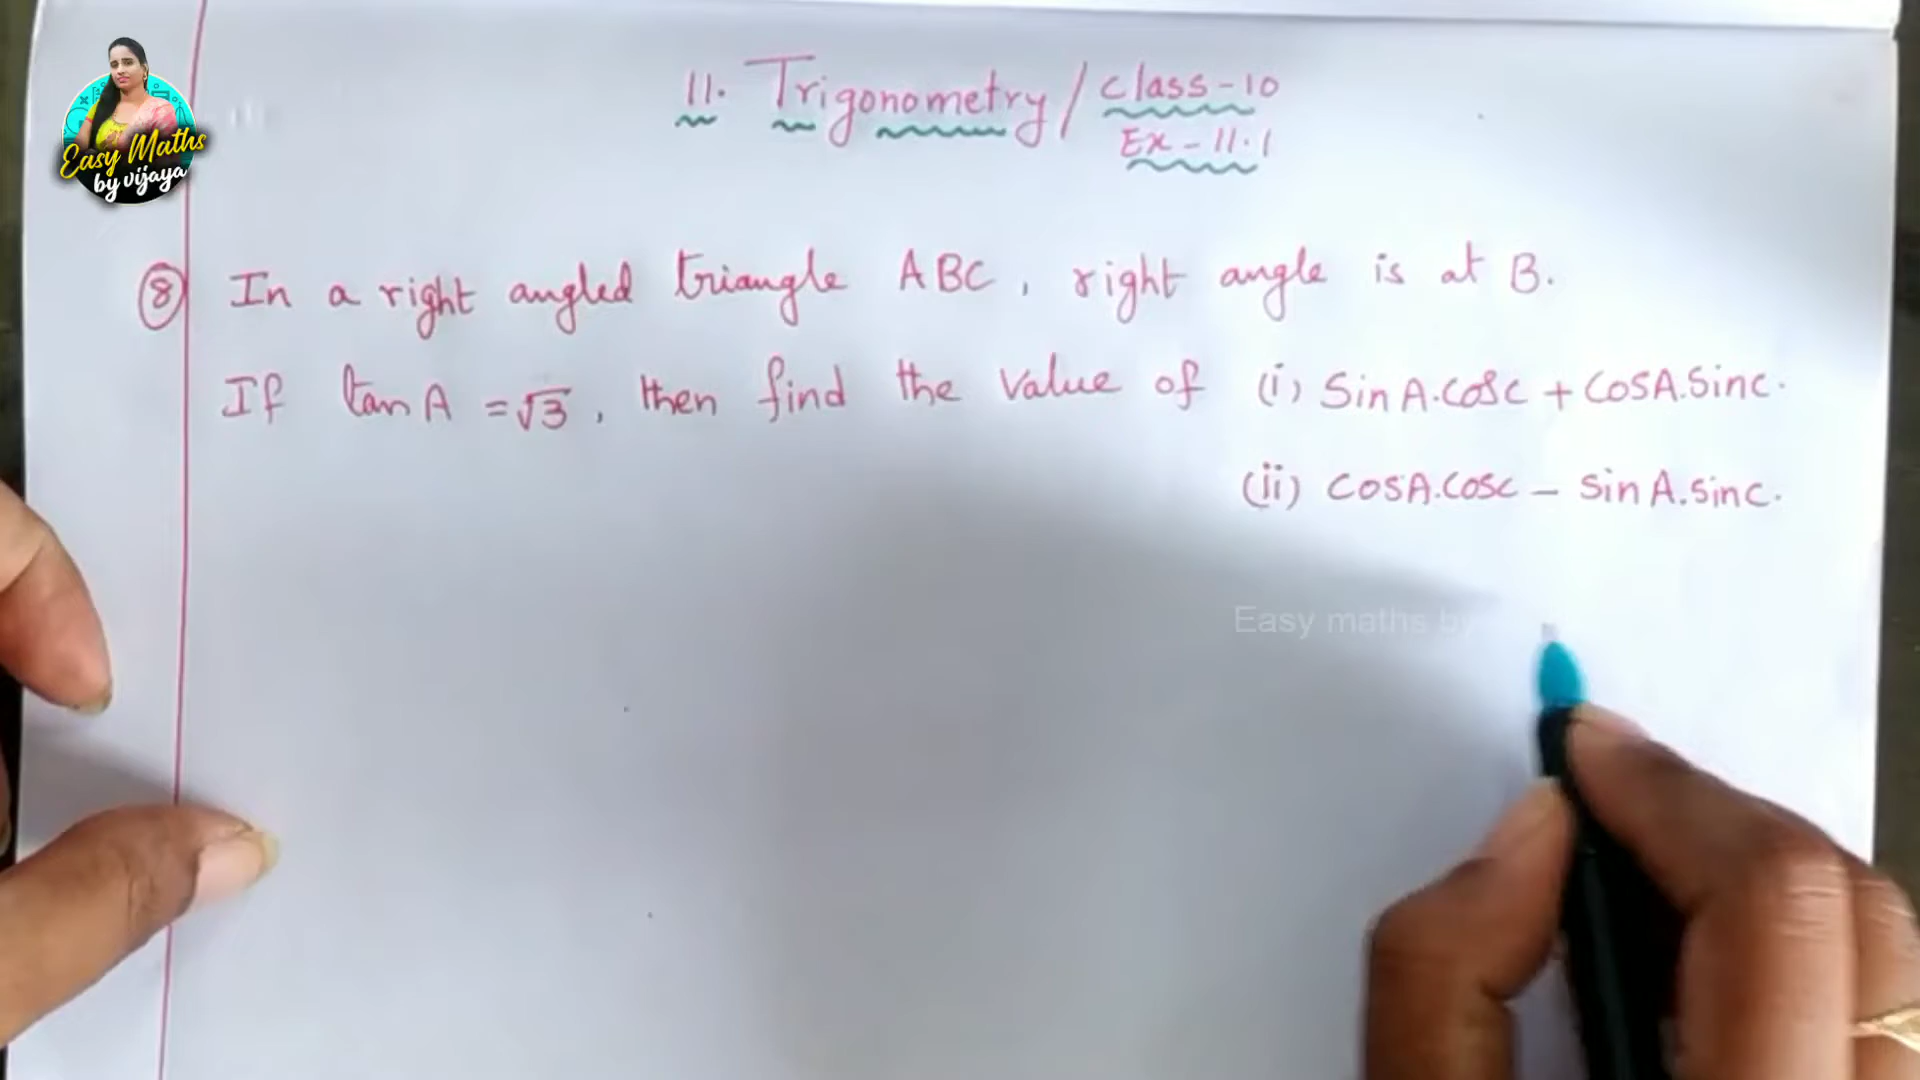 Easy Maths
by vijaya
11. Trigonometry / Class-10
Ex-11.1
(8) In a right angled triangle ABC, right angle is at B.
If tan A = √3, then find the value of (i) Sin A.cosc + cosA.sinc.
(ii) cosA.cosc - sin A.sinc.
Easy maths by